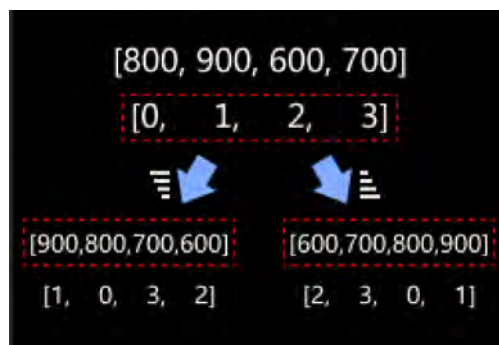 [800, 900, 600, 700]
[0, 1, 2, 3]
[900,800,700,600]
[600,700,800,900]
[1, 0, 3, 2]
[2, 3, 0, 1]